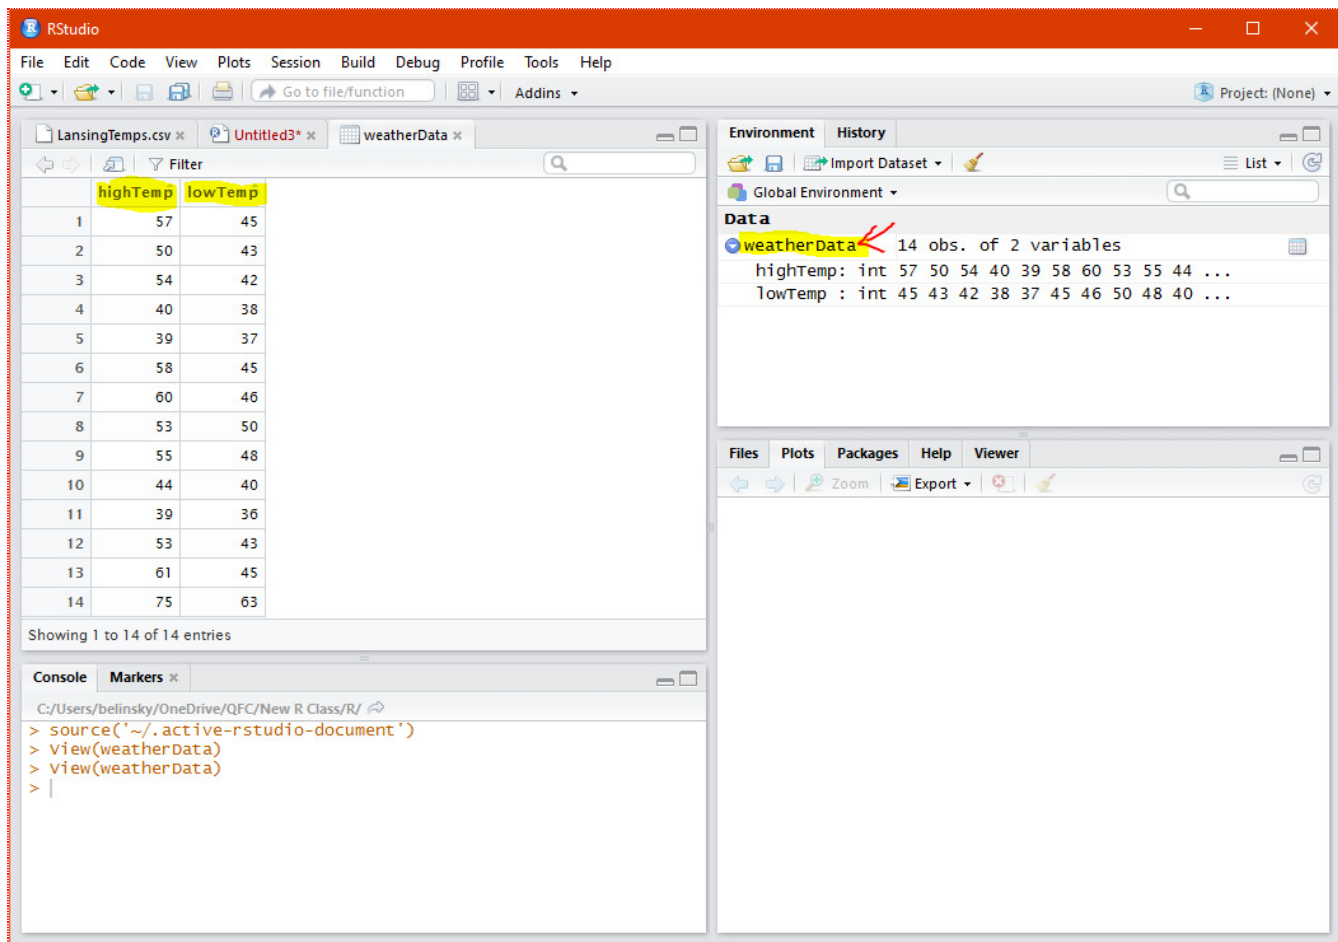 RStudio
File Edit Code View Plots Session Build Debug Profile Tools Help
Go to file/function Addins Project: (None)
LansingTemps.csv Untitled3* weatherData
Filter
highTemp lowTemp
1 57 45
2 50 43
3 54 42
4 40 38
5 39 37
6 58 45
7 60 46
8 53 50
9 55 48
10 44 40
11 39 36
12 53 43
13 61 45
14 75 63
Showing 1 to 14 of 14 entries
Console Markers
C:/Users/belinsky/OneDrive/QFC/New R Class/R/
> source('~/.active-rstudio-document')
> View(weatherData)
> View(weatherData)
>
Environment History
Import Dataset List
Global Environment
Data
weatherData 14 obs. of 2 variables
highTemp: int 57 50 54 40 39 58 60 53 55 44 ...
lowTemp : int 45 43 42 38 37 45 46 50 48 40 ...
Files Plots Packages Help Viewer
Zoom Export